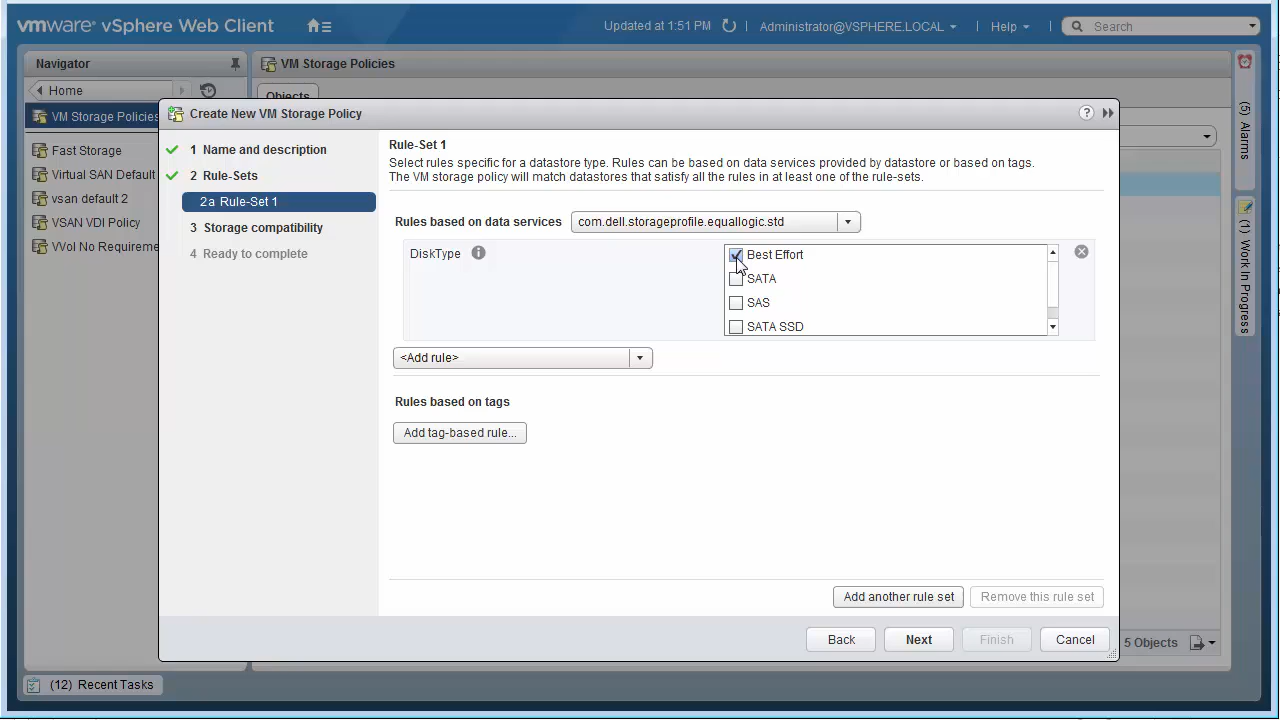 vmware® vSphere Web Client
Updated at 1:51 PM
Administrator@VSPHERE.LOCAL
Help
Search
Navigator
VM Storage Policies
Home
Objects
VM Storage Policies
Fast Storage
Virtual SAN Default
vsan default 2
VSAN VDI Policy
VVol No Requireme
Create New VM Storage Policy
1 Name and description
2 Rule-Sets
2a Rule-Set 1
3 Storage compatibility
4 Ready to complete
Rule-Set 1
Select rules specific for a datastore type. Rules can be based on data services provided by datastore or based on tags.
The VM storage policy will match datastores that satisfy all the rules in at least one of the rule-sets.
Rules based on data services
com.dell.storageprofile.equallogic.std
DiskType
Best Effort
SATA
SAS
SATA SSD
<Add rule>
Rules based on tags
Add tag-based rule...
Add another rule set
Remove this rule set
Back
Next
Finish
Cancel
5 Objects
(12) Recent Tasks
(5) Alarms
(1) Work In Progress